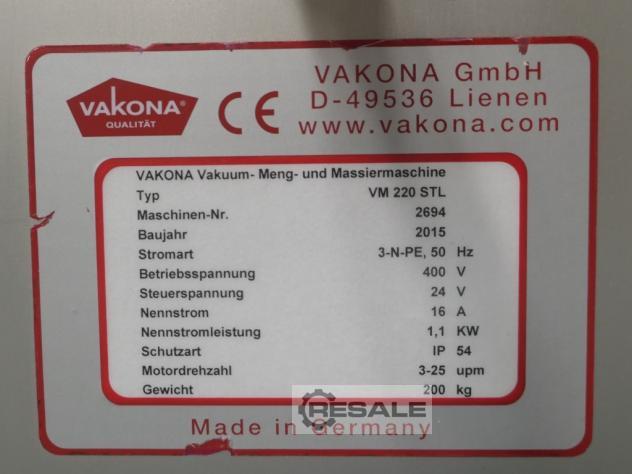 VAKONA®
QUALITÄT
CE
VAKONA GmbH
D-49536 Lienen
www.vakona.com
VAKONA Vakuum- Meng- und Massiermaschine
Typ VM 220 STL
Maschinen-Nr. 2694
Baujahr 2015
Stromart 3-N-PE, 50 Hz
Betriebsspannung 400 V
Steuerspannung 24 V
Nennstrom 16 A
Nennstromleistung 1,1 KW
Schutzart IP 54
Motordrehzahl 3-25 upm
Gewicht 200 kg
RESALE
Made in Germany